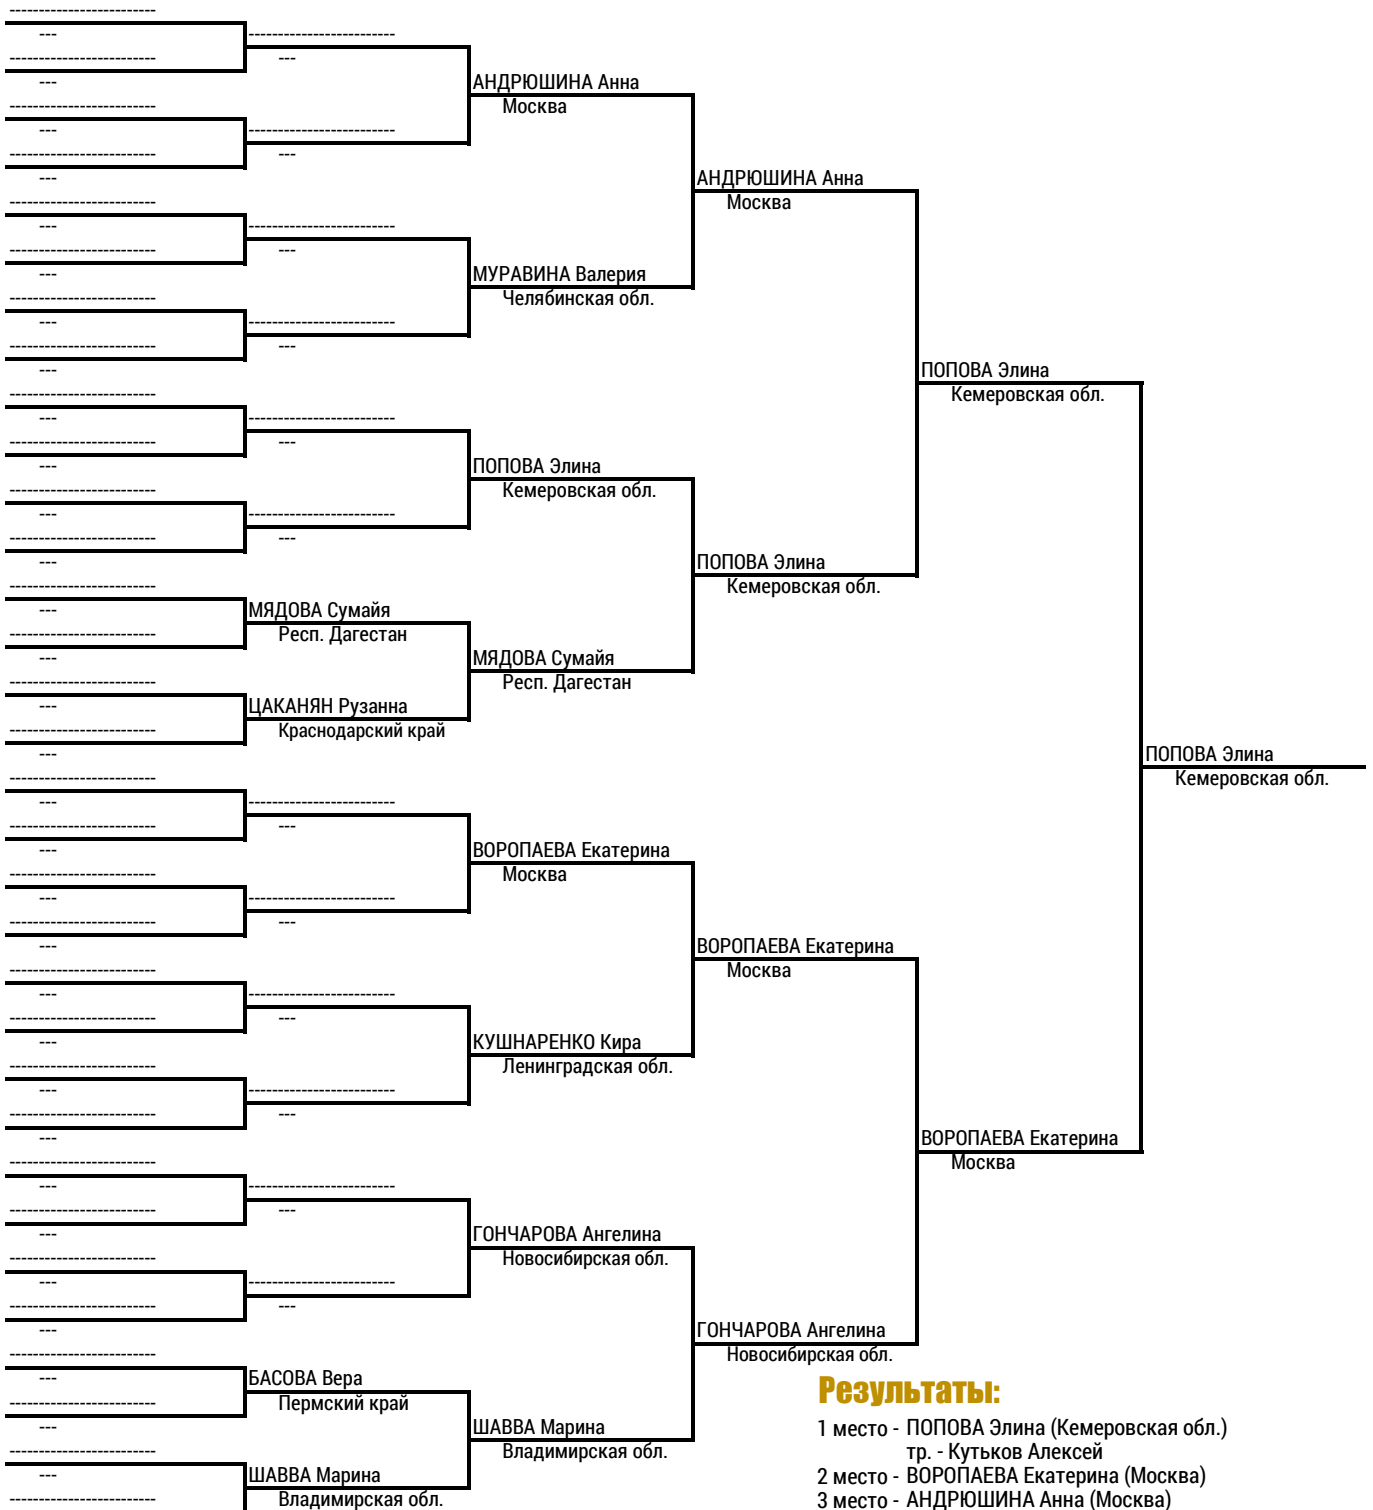 АНДРЮШИНА Анна
Москва
АНДРЮШИНА Анна
Москва
МУРАВИНА Валерия
Челябинская обл.
ПОПОВА Элина
Кемеровская обл.
ПОПОВА Элина
Кемеровская обл.
ПОПОВА Элина
Кемеровская обл.
МЯДОВА Сумайя
Респ. Дагестан
МЯДОВА Сумайя
Респ. Дагестан
ЦАКАНЯН Рузанна
Краснодарский край
ПОПОВА Элина
Кемеровская обл.
ВОРОПАЕВА Екатерина
Москва
ВОРОПАЕВА Екатерина
Москва
КУШНАРЕНКО Кира
Ленинградская обл.
ВОРОПАЕВА Екатерина
Москва
ГОНЧАРОВА Ангелина
Новосибирская обл.
ГОНЧАРОВА Ангелина
Новосибирская обл.
БАСОВА Вера
Пермский край
ШАВВА Марина
Владимирская обл.
ШАВВА Марина
Владимирская обл.
Результаты:
1 место - ПОПОВА Элина (Кемеровская обл.)
тр. - Кутьков Алексей
2 место - ВОРОПАЕВА Екатерина (Москва)
3 место - АНДРЮШИНА Анна (Москва)